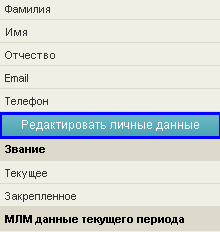 Фамилия
Имя
Отчество
Email
Телефон
Редактировать личные данные
Звание
Текущее
Закрепленное
МЛМ данные текущего периода